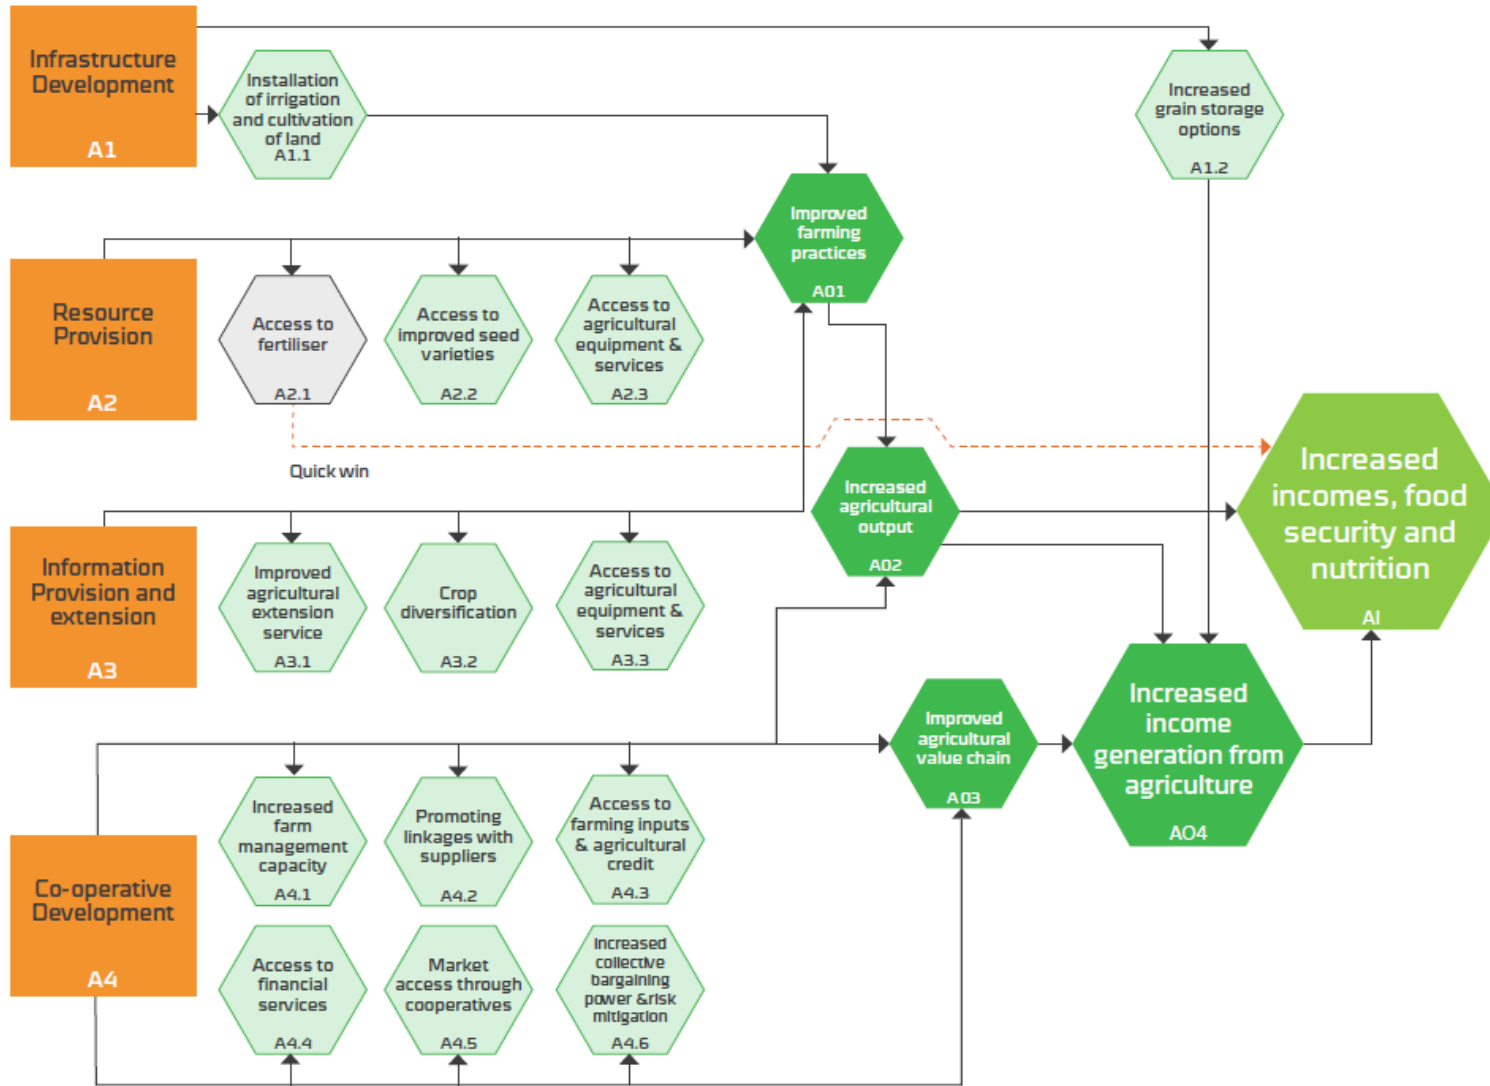 Infrastructure
Development
A1
Installation
of irrigation
and cultivation
of land
A1.1
Increased
grain storage
options
A1.2
Improved
farming
practices
A01
Resource
Provision
A2
Access to
fertiliser
A2.1
Access to
improved seed
varieties
A2.2
Access to
agricultural
equipment &
services
A2.3
Quick win
Increased
agricultural
output
A02
Increased
incomes, food
security and
nutrition
AI
Information
Provision and
extension
A3
Improved
agricultural
extension
service
A3.1
Crop
diversification
A3.2
Access to
agricultural
equipment &
services
A3.3
Improved
agricultural
value chain
A03
Increased
income
generation from
agriculture
AO4
Co-operative
Development
A4
Increased
farm
management
capacity
A4.1
Promoting
linkages with
suppliers
A4.2
Access to
farming inputs
& agricultural
credit
A4.3
Access to
financial
services
A4.4
Market
access through
cooperatives
A4.5
Increased
collective
bargaining
power &risk
mitigation
A4.6